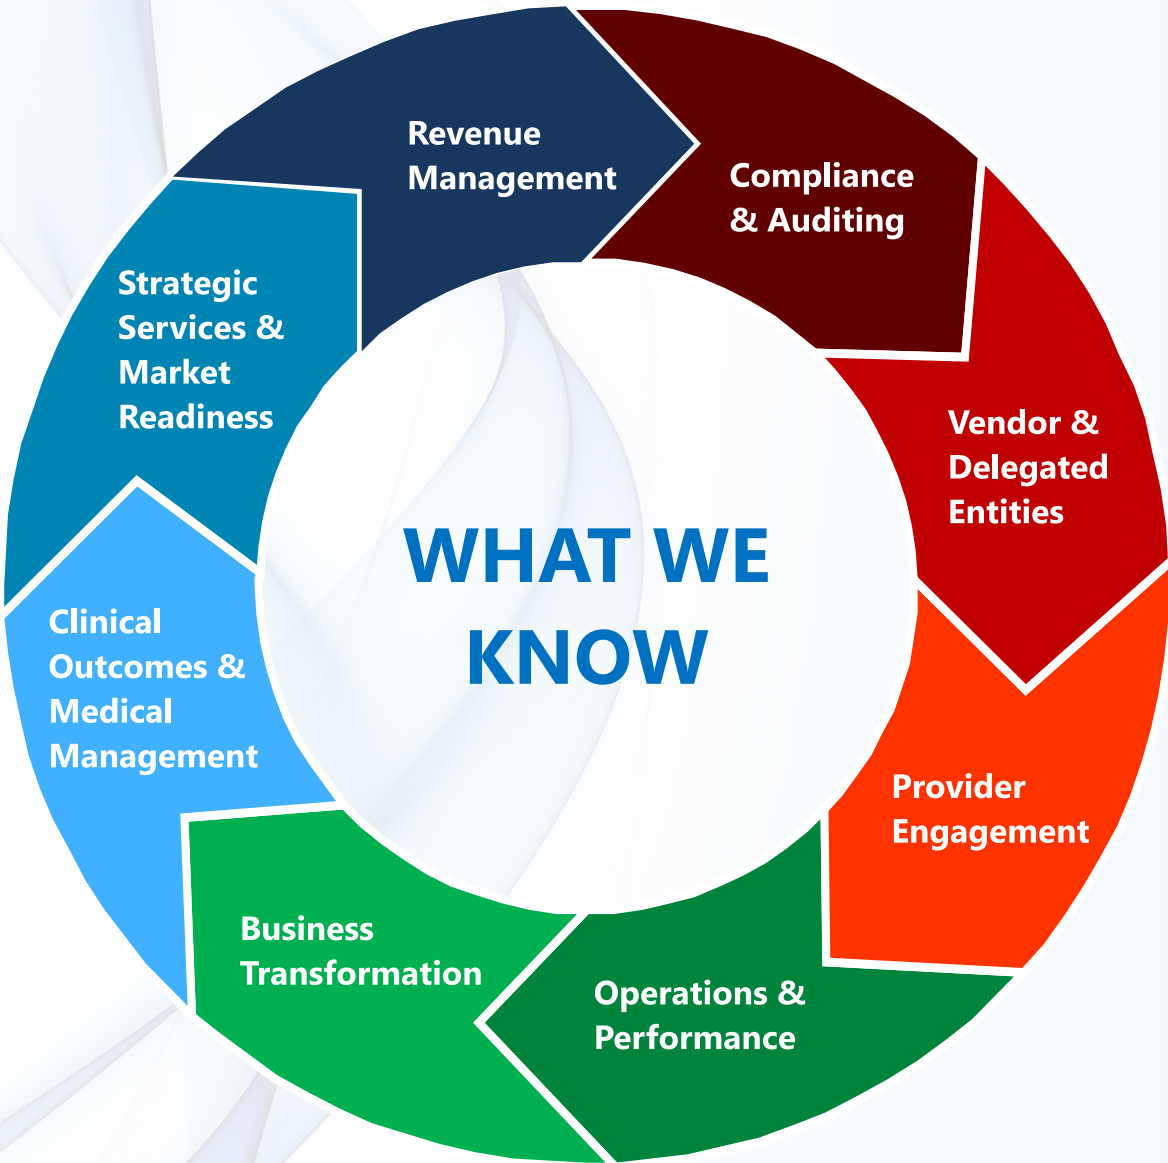 Revenue
Management
Compliance
& Auditing
Vendor &
Delegated
Entities
Provider
Engagement
Operations &
Performance
Business
Transformation
Clinical
Outcomes &
Medical
Management
Strategic
Services &
Market
Readiness
WHAT WE
KNOW